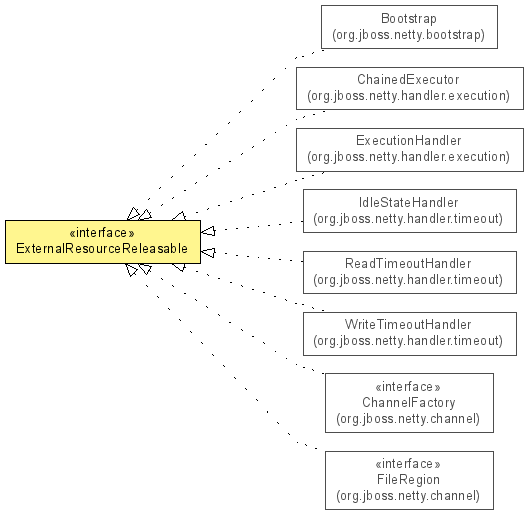 Bootstrap
(org.jboss.netty.bootstrap)
ChainedExecutor
(org.jboss.netty.handler.execution)
ExecutionHandler
(org.jboss.netty.handler.execution)
IdleStateHandler
(org.jboss.netty.handler.timeout)
«interface»
ExternalResourceReleasable
ReadTimeoutHandler
(org.jboss.netty.handler.timeout)
WriteTimeoutHandler
(org.jboss.netty.handler.timeout)
«interface»
ChannelFactory
(org.jboss.netty.channel)
«interface»
FileRegion
(org.jboss.netty.channel)